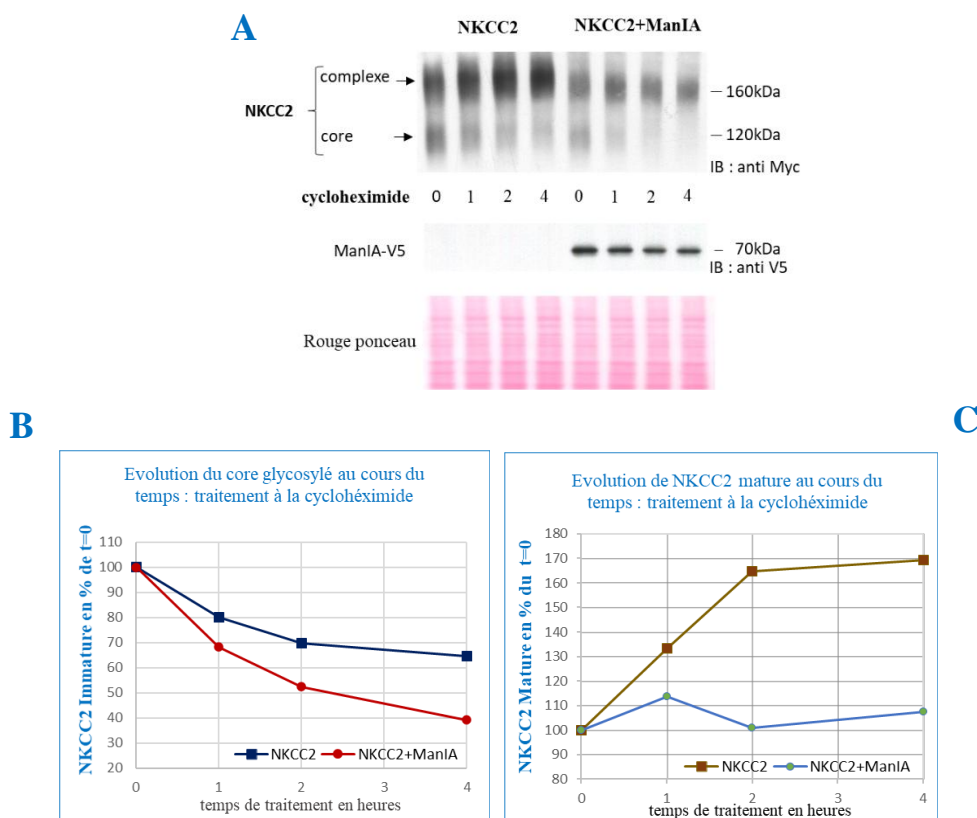 A
NKCC2 NKCC2+ManIA
complexe
NKCC2
core
– 160kDa
– 120kDa
IB : anti Myc
cycloheximide 0 1 2 4 0 1 2 4
ManIA-V5
– 70kDa
IB : anti V5
Rouge ponceau
B
Evolution du core glycosylé au cours du
temps : traitement à la cyclohéximide
NKCC2 Immature en % de t=0
110
100
90
80
70
60
50
40
30
20
NKCC2 NKCC2+ManIA
0 1 2 3 4
temps de traitement en heures
C
Evolution de NKCC2 mature au cours du
temps : traitement à la cyclohéximide
NKCC2 Mature en % du t=0
180
170
160
150
140
130
120
110
100
90
80
NKCC2 NKCC2+ManIA
0 1 2 3 4
temps de traitement en heures